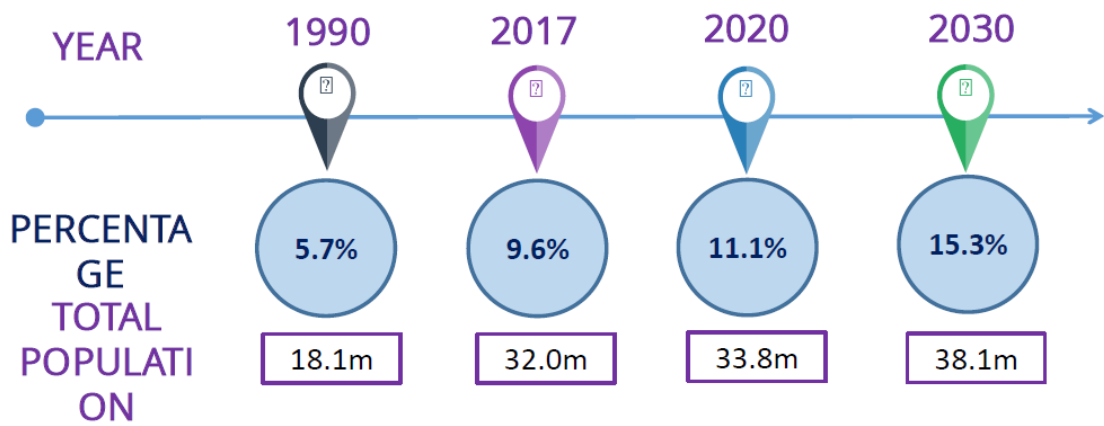 YEAR
1990
2017
2020
2030
PERCENTA
GE
5.7%
9.6%
11.1%
15.3%
TOTAL
POPULATI
ON
18.1m
32.0m
33.8m
38.1m